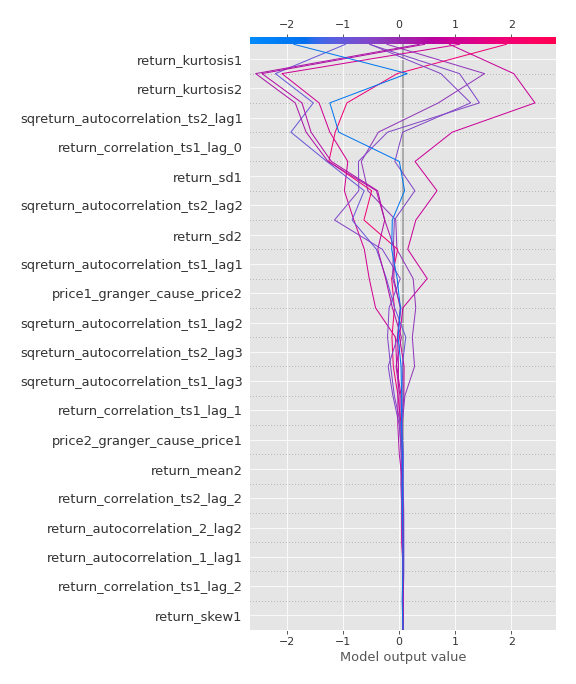 −2 −1 0 1 2
return_kurtosis1
return_kurtosis2
sqreturn_autocorrelation_ts2_lag1
return_correlation_ts1_lag_0
return_sd1
sqreturn_autocorrelation_ts2_lag2
return_sd2
sqreturn_autocorrelation_ts1_lag1
price1_granger_cause_price2
sqreturn_autocorrelation_ts1_lag2
sqreturn_autocorrelation_ts2_lag3
sqreturn_autocorrelation_ts1_lag3
return_correlation_ts1_lag_1
price2_granger_cause_price1
return_mean2
return_correlation_ts2_lag_2
return_autocorrelation_2_lag2
return_autocorrelation_1_lag1
return_correlation_ts1_lag_2
return_skew1
−2 −1 0 1 2
Model output value